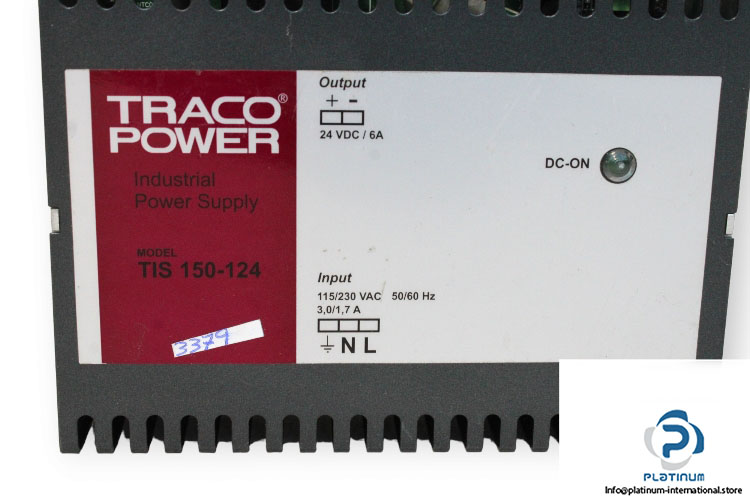 TRACO®
POWER
Industrial
Power Supply
MODEL
TIS 150-124
3379
Output
+ -
24 VDC / 6A
DC-ON
Input
115/230 VAC 50/60 Hz
3,0/1,7 A
⏚ N L
PLATINUM
Info@platinum-international.store